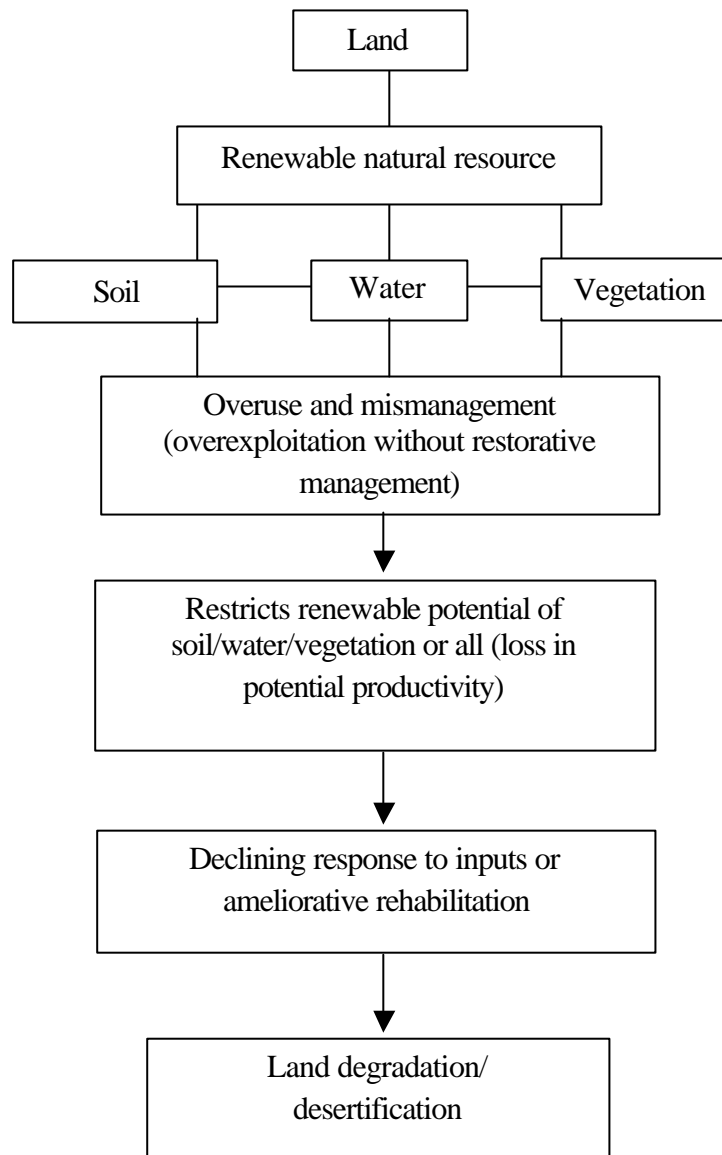 Land
Renewable natural resource
Soil
Water
Vegetation
Overuse and mismanagement
(overexploitation without restorative
management)
Restricts renewable potential of
soil/water/vegetation or all (loss in
potential productivity)
Declining response to inputs or
ameliorative rehabilitation
Land degradation/
desertification